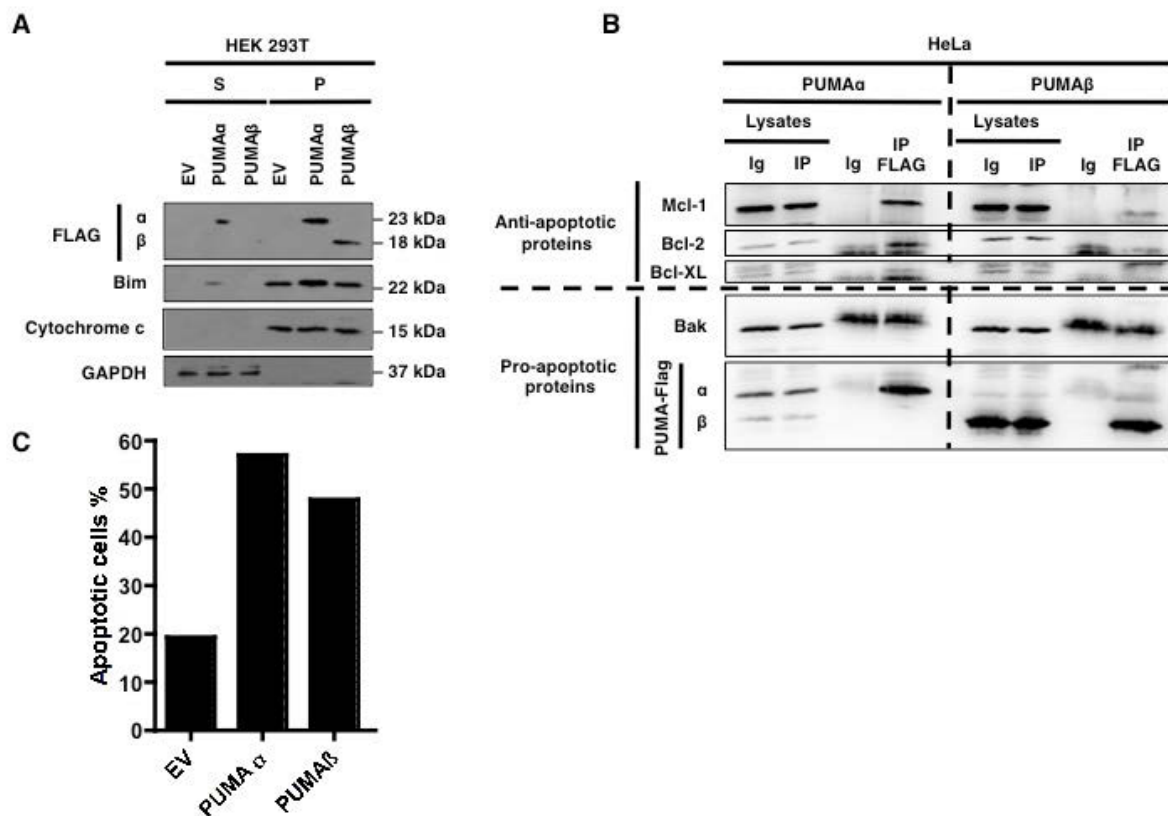 A
HEK 293T
S P
EV PUMAα PUMAβ EV PUMAα PUMAβ
FLAG α 23 kDa
β 18 kDa
Bim 22 kDa
Cytochrome c 15 kDa
GAPDH 37 kDa
B
HeLa
PUMAα PUMAβ
Lysates Lysates
Ig IP Ig IP FLAG Ig IP Ig IP FLAG
Anti-apoptotic proteins
Mcl-1
Bcl-2
Bcl-XL
Pro-apoptotic proteins
Bak
PUMA-Flag
α
β
C
Apoptotic cells %
60
50
40
30
20
10
0
EV PUMA α PUMAß